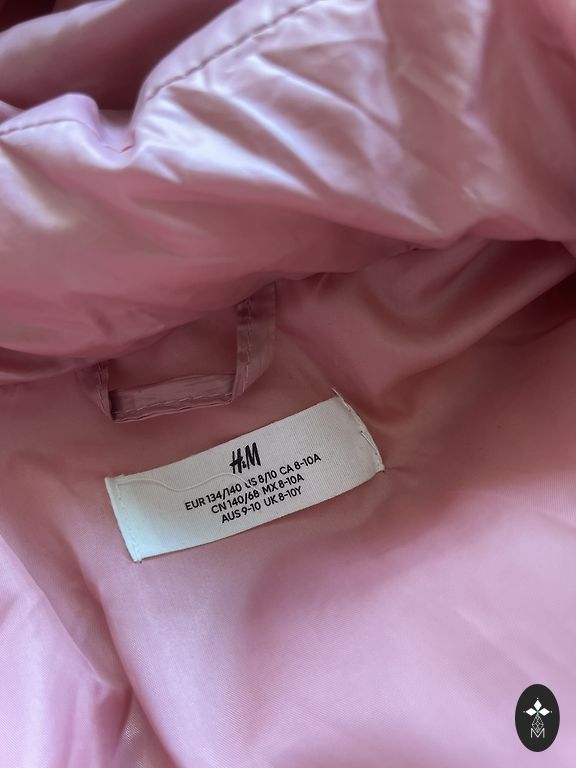 H&M
EUR 134/140 US 8/10 CA 8-10A
CN 140/68 MX 8-10A
AUS 9-10 UK 8-10Y
M